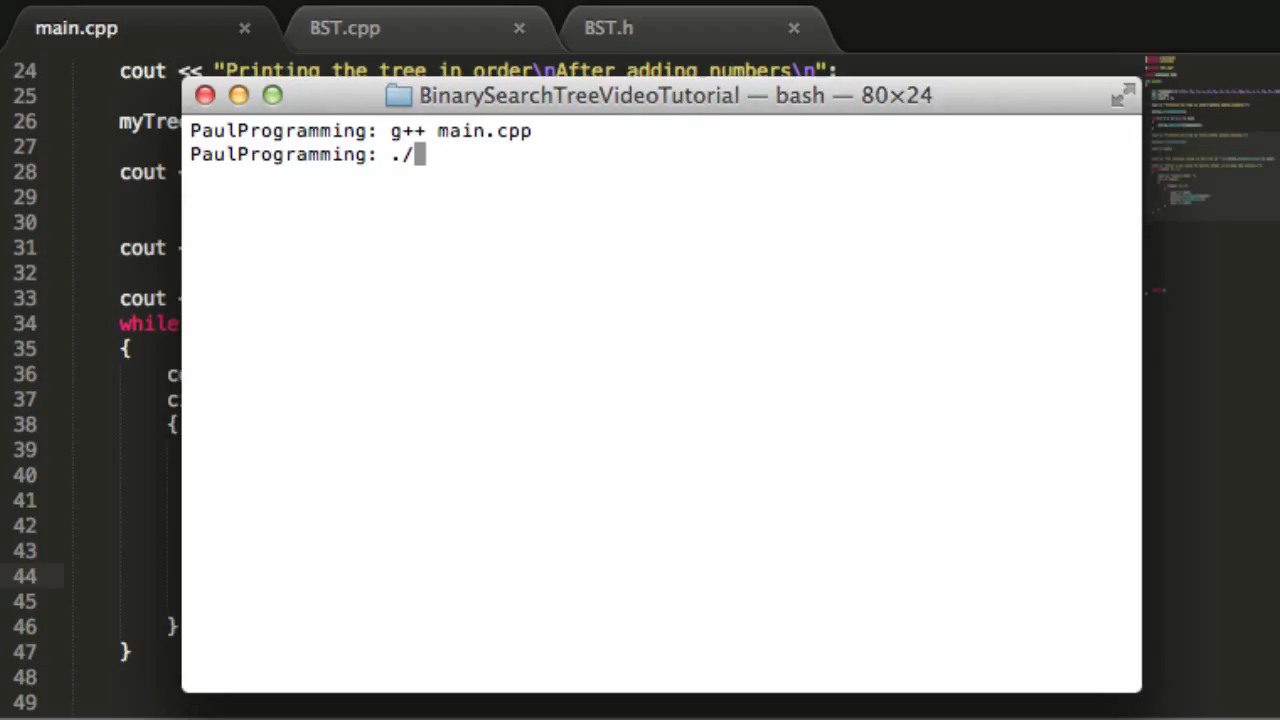 main.cpp × BST.cpp × BST.h ×
24 cout << "Printing the tree in order\nAfter adding numbers\n";
BinarySearchTreeVideoTutorial — bash — 80×24
25
PaulProgramming: g++ main.cpp
26 myTre
PaulProgramming: ./
27
28 cout
29
30
31 cout
32
33 cout
34 while
35 {
36
37
38 {
39
40
41
42
43
44
45
46 }
47 }
48
49